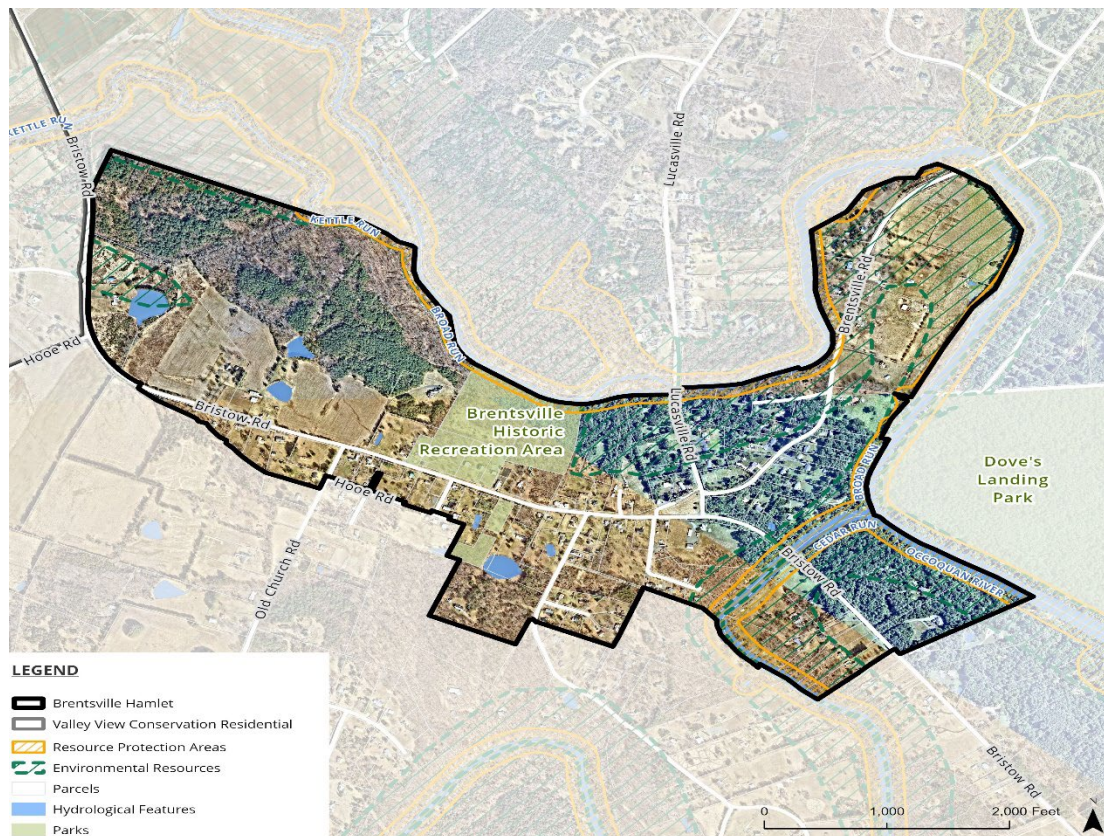 KETTLE RUN
Bristow Rd
Lucasville Rd
KETTLE RUN
Brentsville Rd
BROAD RUN
Hooe Rd
Bristow Rd
Brentsville
Historic
Recreation Area
Lucasville Rd
Dove's
Landing
Park
BROAD RUN
Hooe Rd
CEDAR RUN
OCCOQUAN RIVER
Bristow Rd
Old Church Rd
Bristow Rd
LEGEND
Brentsville Hamlet
Valley View Conservation Residential
Resource Protection Areas
Environmental Resources
Parcels
Hydrological Features
Parks
0 1,000 2,000 Feet